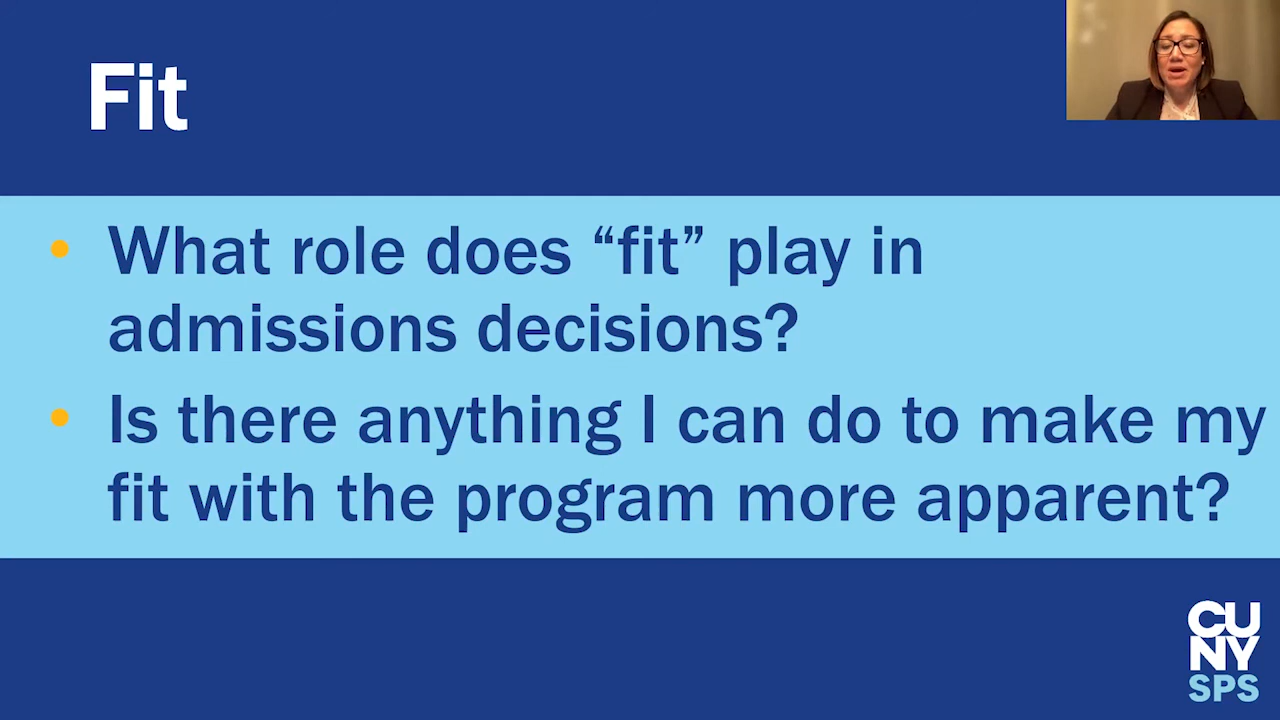 Fit
• What role does “fit” play in
admissions decisions?
• Is there anything I can do to make my
fit with the program more apparent?
CU
NY
SPS